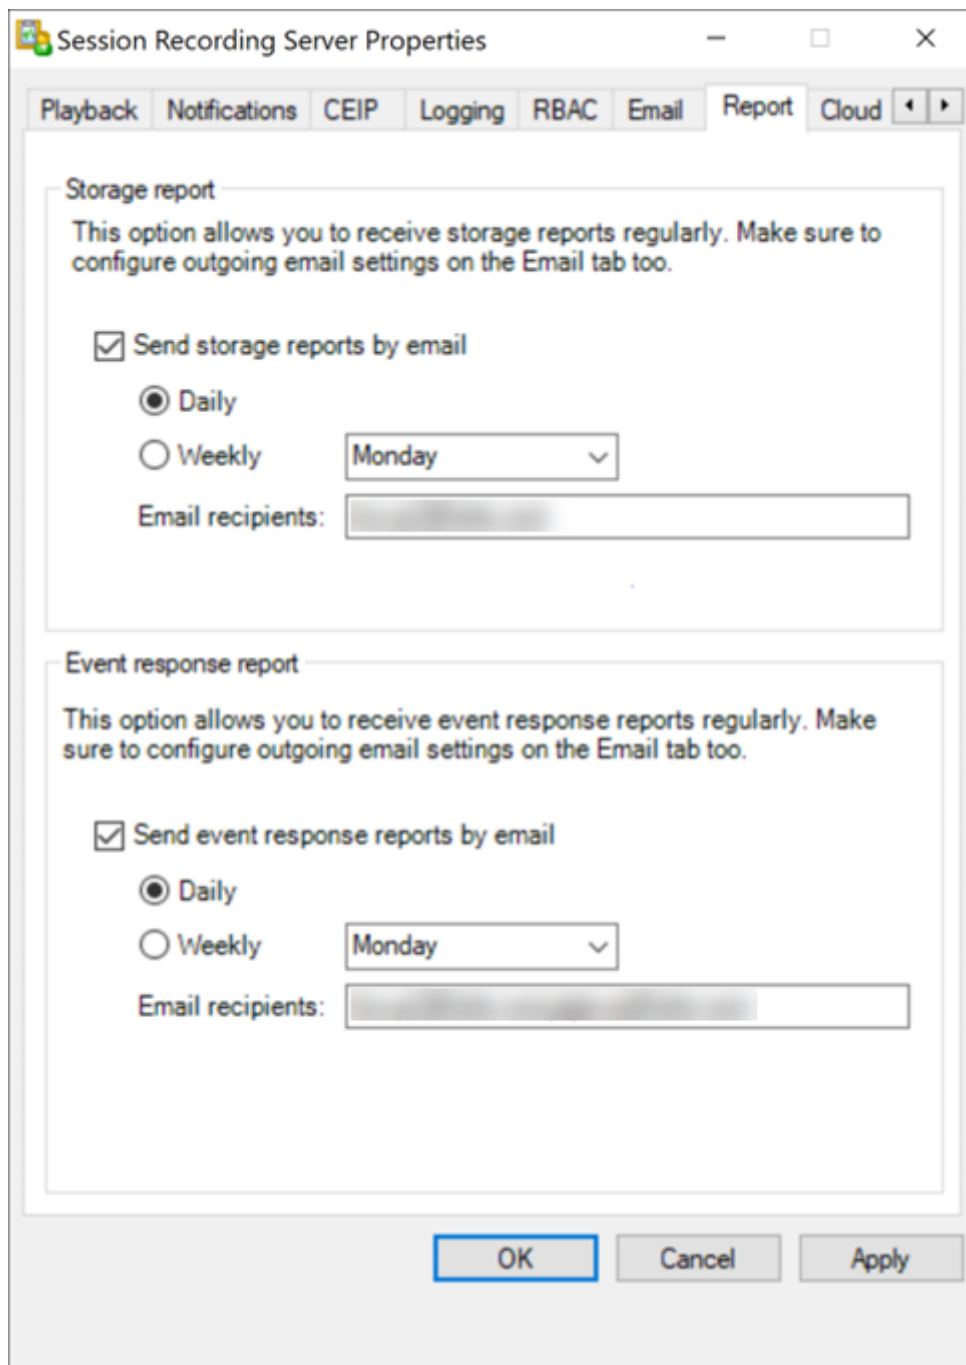 Session Recording Server Properties
Playback Notifications CEIP Logging RBAC Email Report Cloud
Storage report
This option allows you to receive storage reports regularly. Make sure to
configure outgoing email settings on the Email tab too.
Send storage reports by email
Daily
Weekly Monday
Email recipients:
Event response report
This option allows you to receive event response reports regularly. Make
sure to configure outgoing email settings on the Email tab too.
Send event response reports by email
Daily
Weekly Monday
Email recipients:
OK Cancel Apply